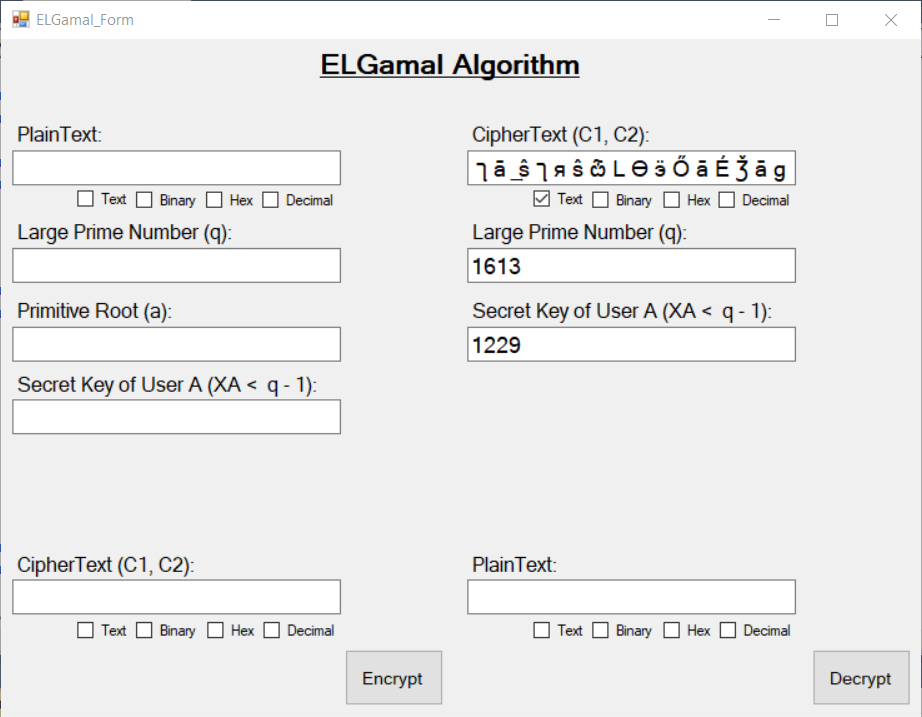 ELGamal_Form
ELGamal Algorithm
PlainText:
Text Binary Hex Decimal
Large Prime Number (q):
Primitive Root (a):
Secret Key of User A (XA < q - 1):
CipherText (C1, C2):
Text Binary Hex Decimal
Encrypt
CipherText (C1, C2):
Text Binary Hex Decimal
Large Prime Number (q):
1613
Secret Key of User A (XA < q - 1):
1229
PlainText:
Text Binary Hex Decimal
Decrypt